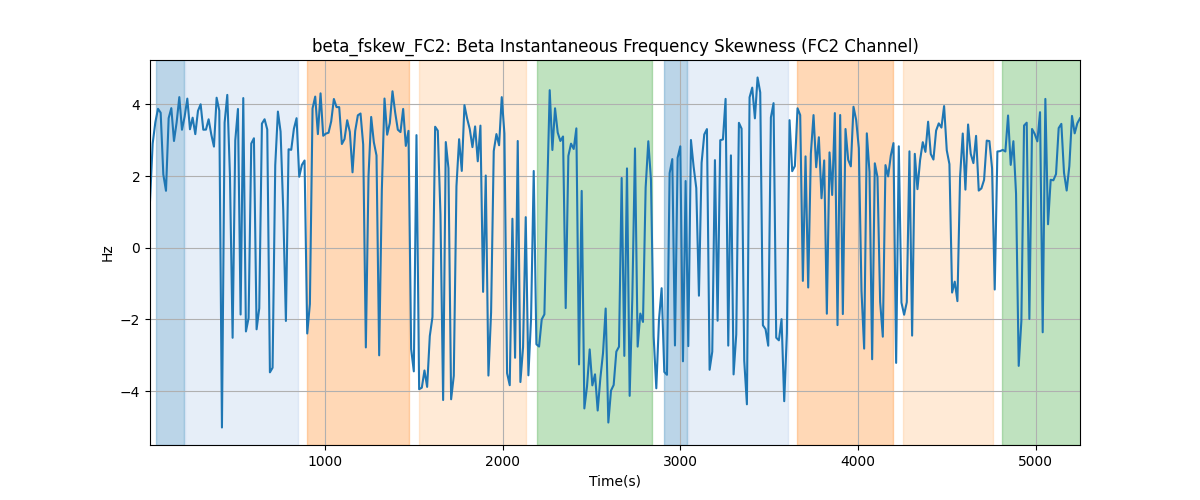 beta_fskew_FC2: Beta Instantaneous Frequency Skewness (FC2 Channel)
Hz
4
2
0
−2
−4
1000 2000 3000 4000 5000
Time(s)